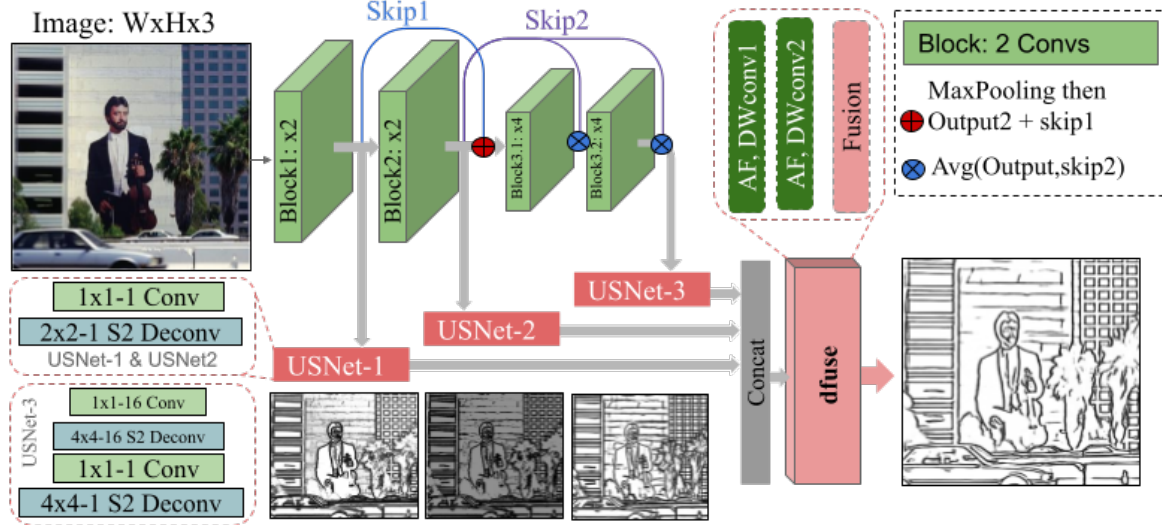 Image: WxHx3
Skip1
Skip2
Block1: x2
Block2: x2
Block3.1: x4
Block3.2: x4
AF, DWconv1
AF, DWconv2
Fusion
Block: 2 Convs
MaxPooling then
Output2 + skip1
Avg(Output,skip2)
1x1-1 Conv
2x2-1 S2 Deconv
USNet-1 & USNet2
USNet-3
USNet-2
USNet-1
Concat
dfuse
USNet-3
1x1-16 Conv
4x4-16 S2 Deconv
1x1-1 Conv
4x4-1 S2 Deconv